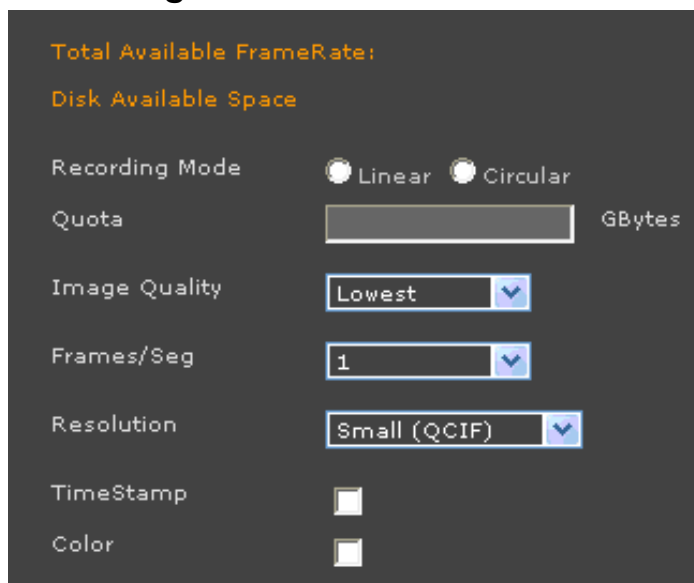 Total Available FrameRate:
Disk Available Space
Recording Mode Linear Circular
Quota GBytes
Image Quality Lowest
Frames/Seg 1
Resolution Small (QCIF)
TimeStamp
Color